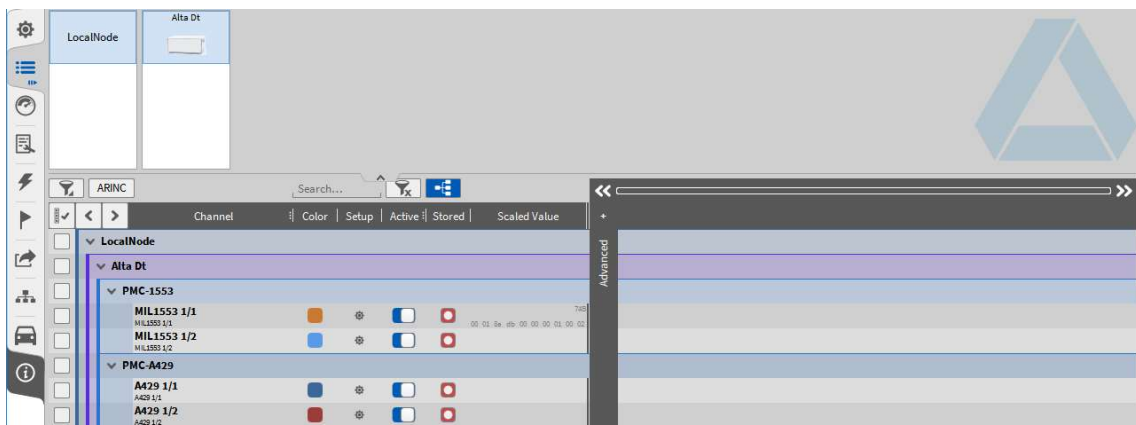 LocalNode
Alta Dt
ARINC
Search...
Channel Color Setup Active Stored Scaled Value
+
Advanced
LocalNode
Alta Dt
PMC-1553
MIL1553 1/1
MIL1553 1/1
MIL1553 1/2
MIL1553 1/2
PMC-A429
A429 1/1
A429 1/1
A429 1/2
A429 1/2